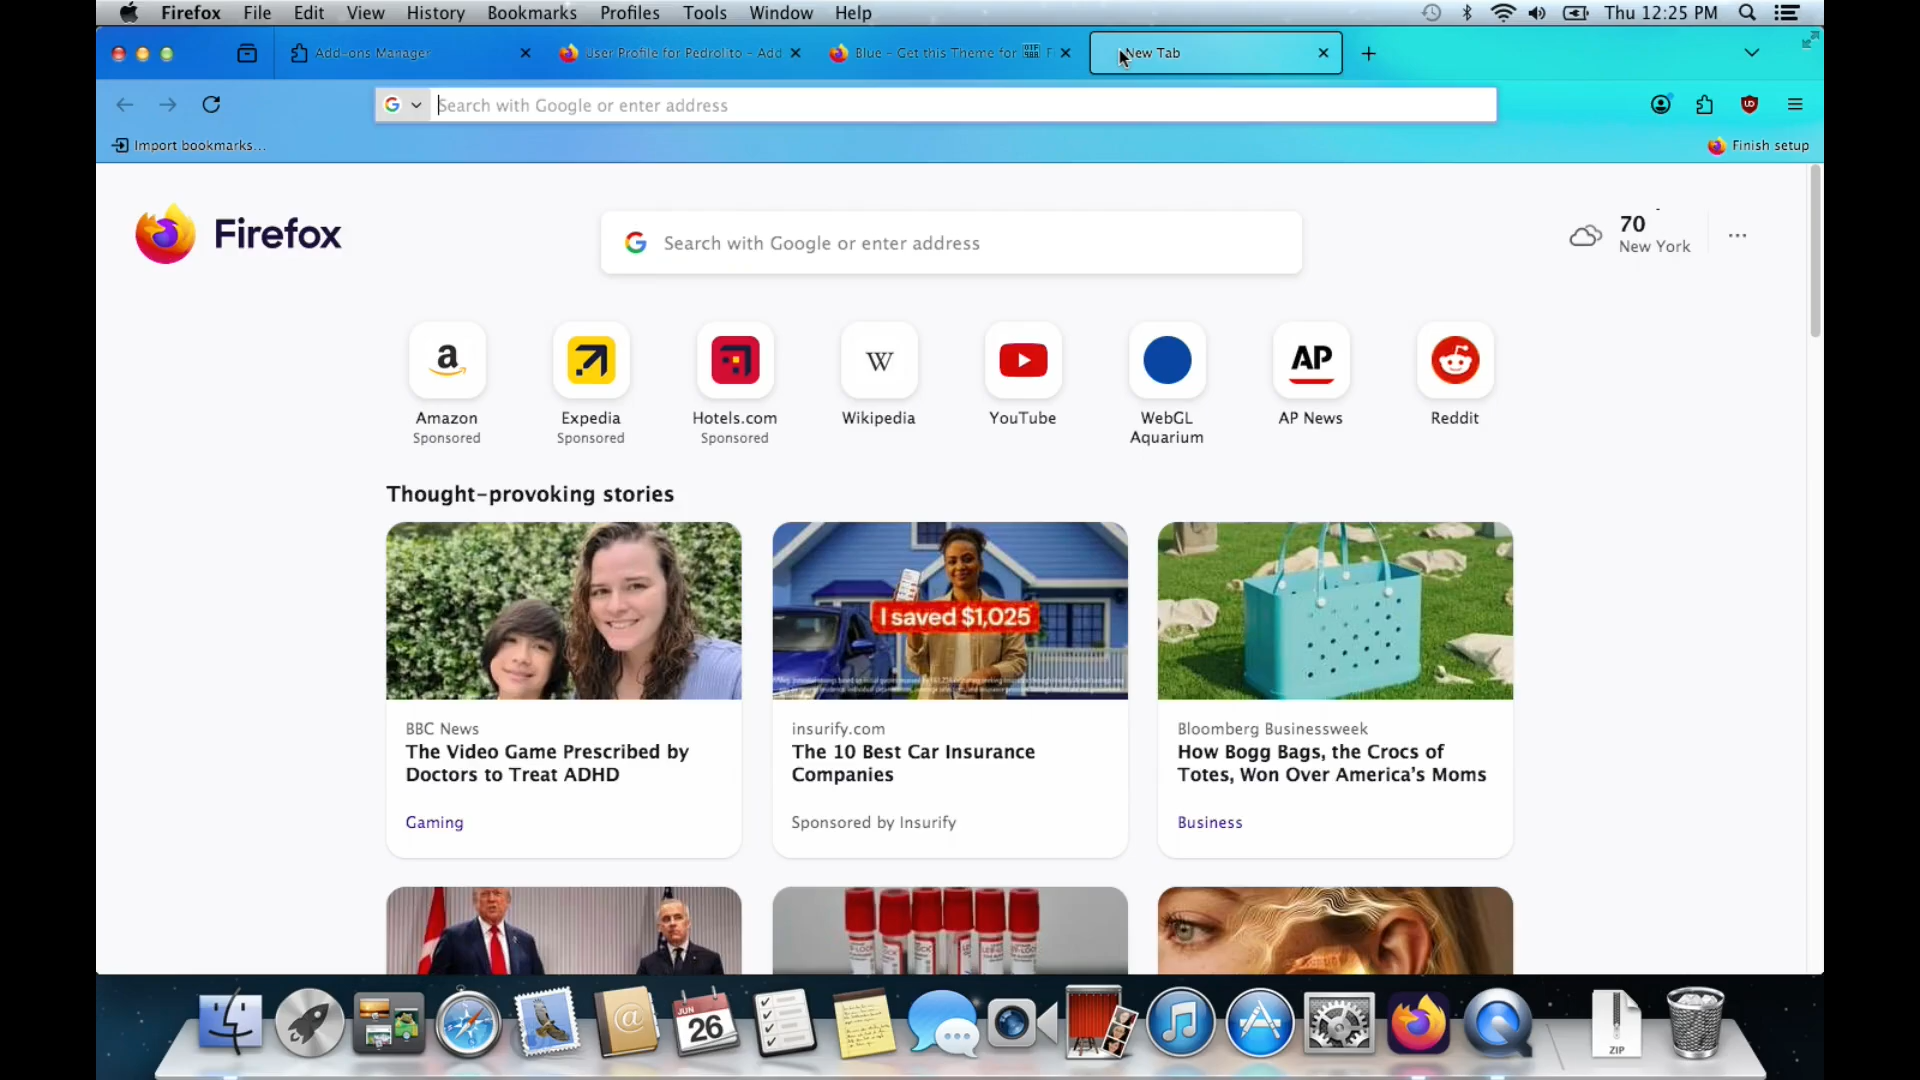 Firefox File Edit View History Bookmarks Profiles Tools Window Help Thu 12:25 PM
Add-ons Manager User Profile for Pedrolito – Add Blue – Get this Theme for F New Tab
Search with Google or enter address
Import bookmarks... Finish setup
Firefox
Search with Google or enter address
70
New York
a W AP
Amazon Expedia Hotels.com Wikipedia YouTube WebGL AP News Reddit
Sponsored Sponsored Sponsored Aquarium
Thought-provoking stories
I saved $1,025
BBC News
The Video Game Prescribed by
Doctors to Treat ADHD
Gaming
insurify.com
The 10 Best Car Insurance
Companies
Sponsored by Insurify
Bloomberg Businessweek
How Bogg Bags, the Crocs of
Totes, Won Over America’s Moms
Business
JUN
26
ZIP